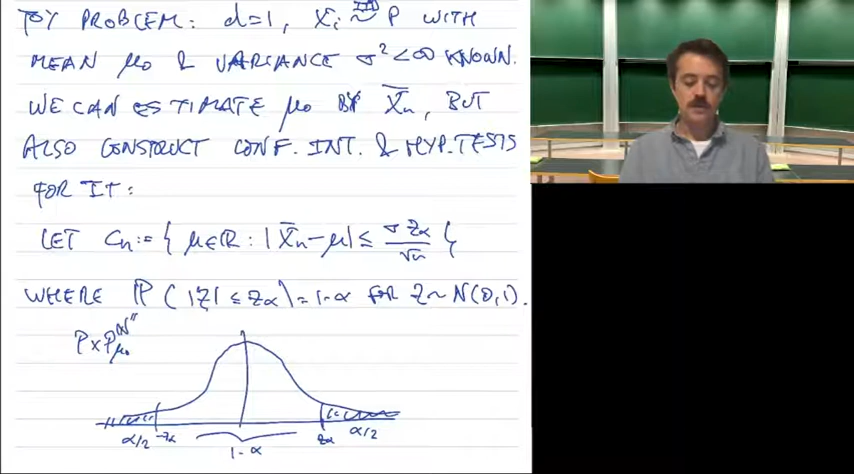 TOY PROBLEM: d=1, Xi iid~ P WITH
MEAN μ₀ & VARIANCE σ²<∞ KNOWN.
WE CAN ESTIMATE μ₀ BY X̄n, BUT
ALSO CONSTRUCT CONF. INT. & HYP. TESTS
FOR IT:
LET Cn := { μ∈ℝ : |X̄n-μ| ≤ σ zα/√n }
WHERE ℙ(|Z| ≤ zα) = 1-α FOR Z~N(0,1).
α/2 -zα zα α/2
1-α